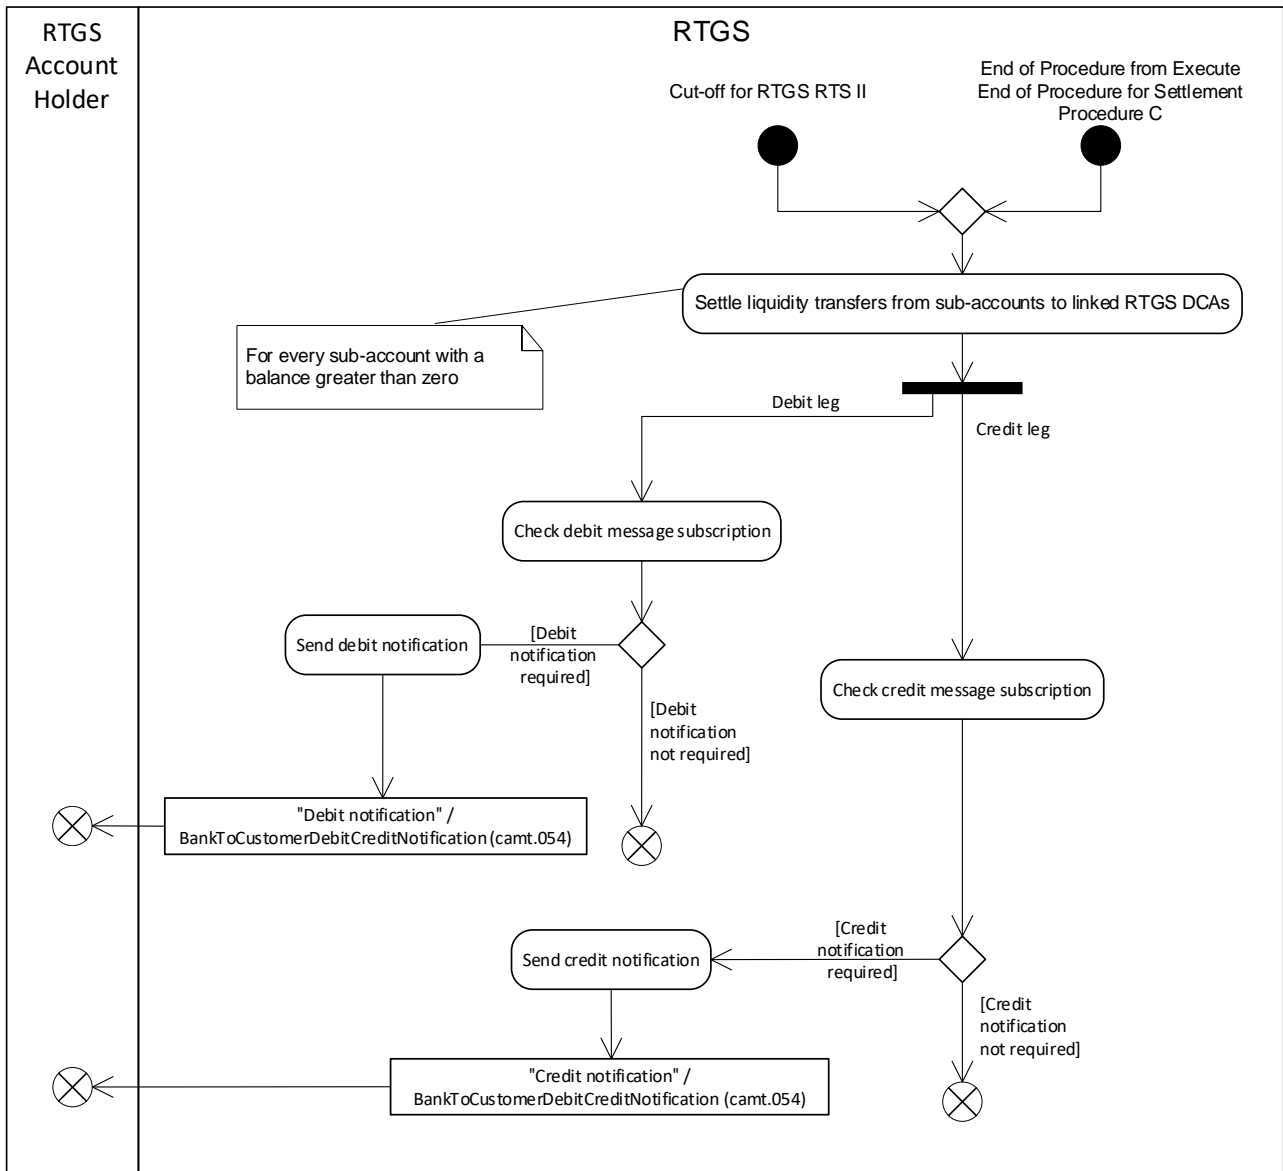 RTGS
Account
Holder
RTGS
Cut-off for RTGS RTS II
End of Procedure from Execute
End of Procedure for Settlement
Procedure C
Settle liquidity transfers from sub-accounts to linked RTGS DCAs
For every sub-account with a
balance greater than zero
Debit leg
Credit leg
Check debit message subscription
Send debit notification
[Debit
notification
required]
Check credit message subscription
[Debit
notification
not required]
"Debit notification" /
BankToCustomerDebitCreditNotification (camt.054)
Send credit notification
[Credit
notification
required]
[Credit
notification
not required]
"Credit notification" /
BankToCustomerDebitCreditNotification (camt.054)